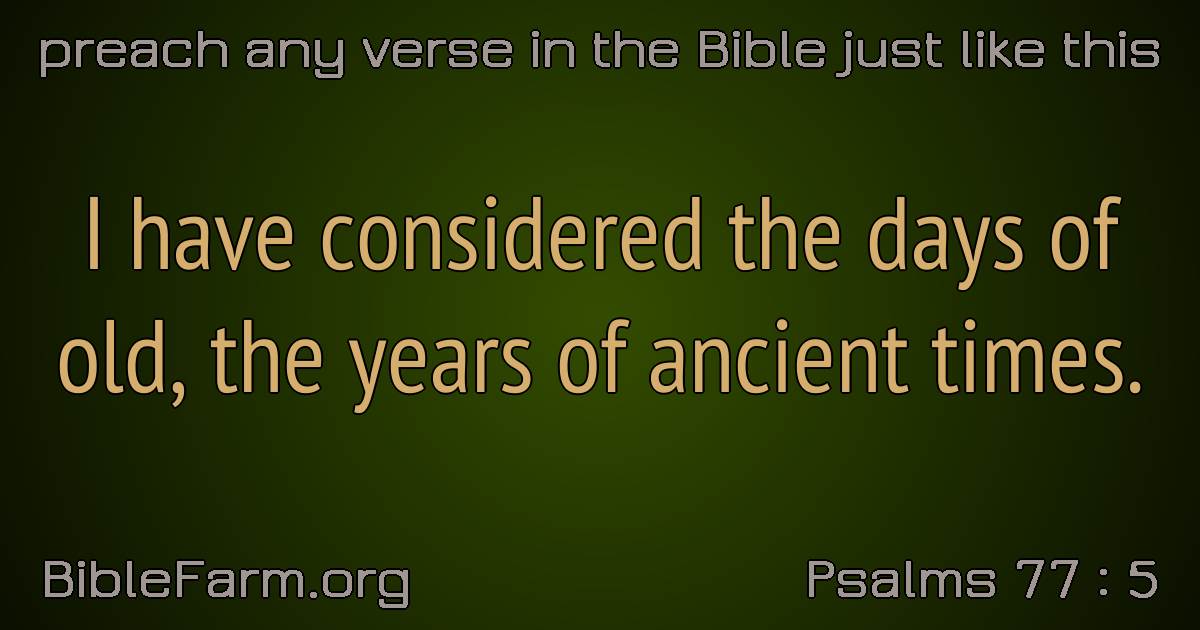 preach any verse in the Bible just like this
I have considered the days of
old, the years of ancient times.
BibleFarm.org
Psalms 77 : 5